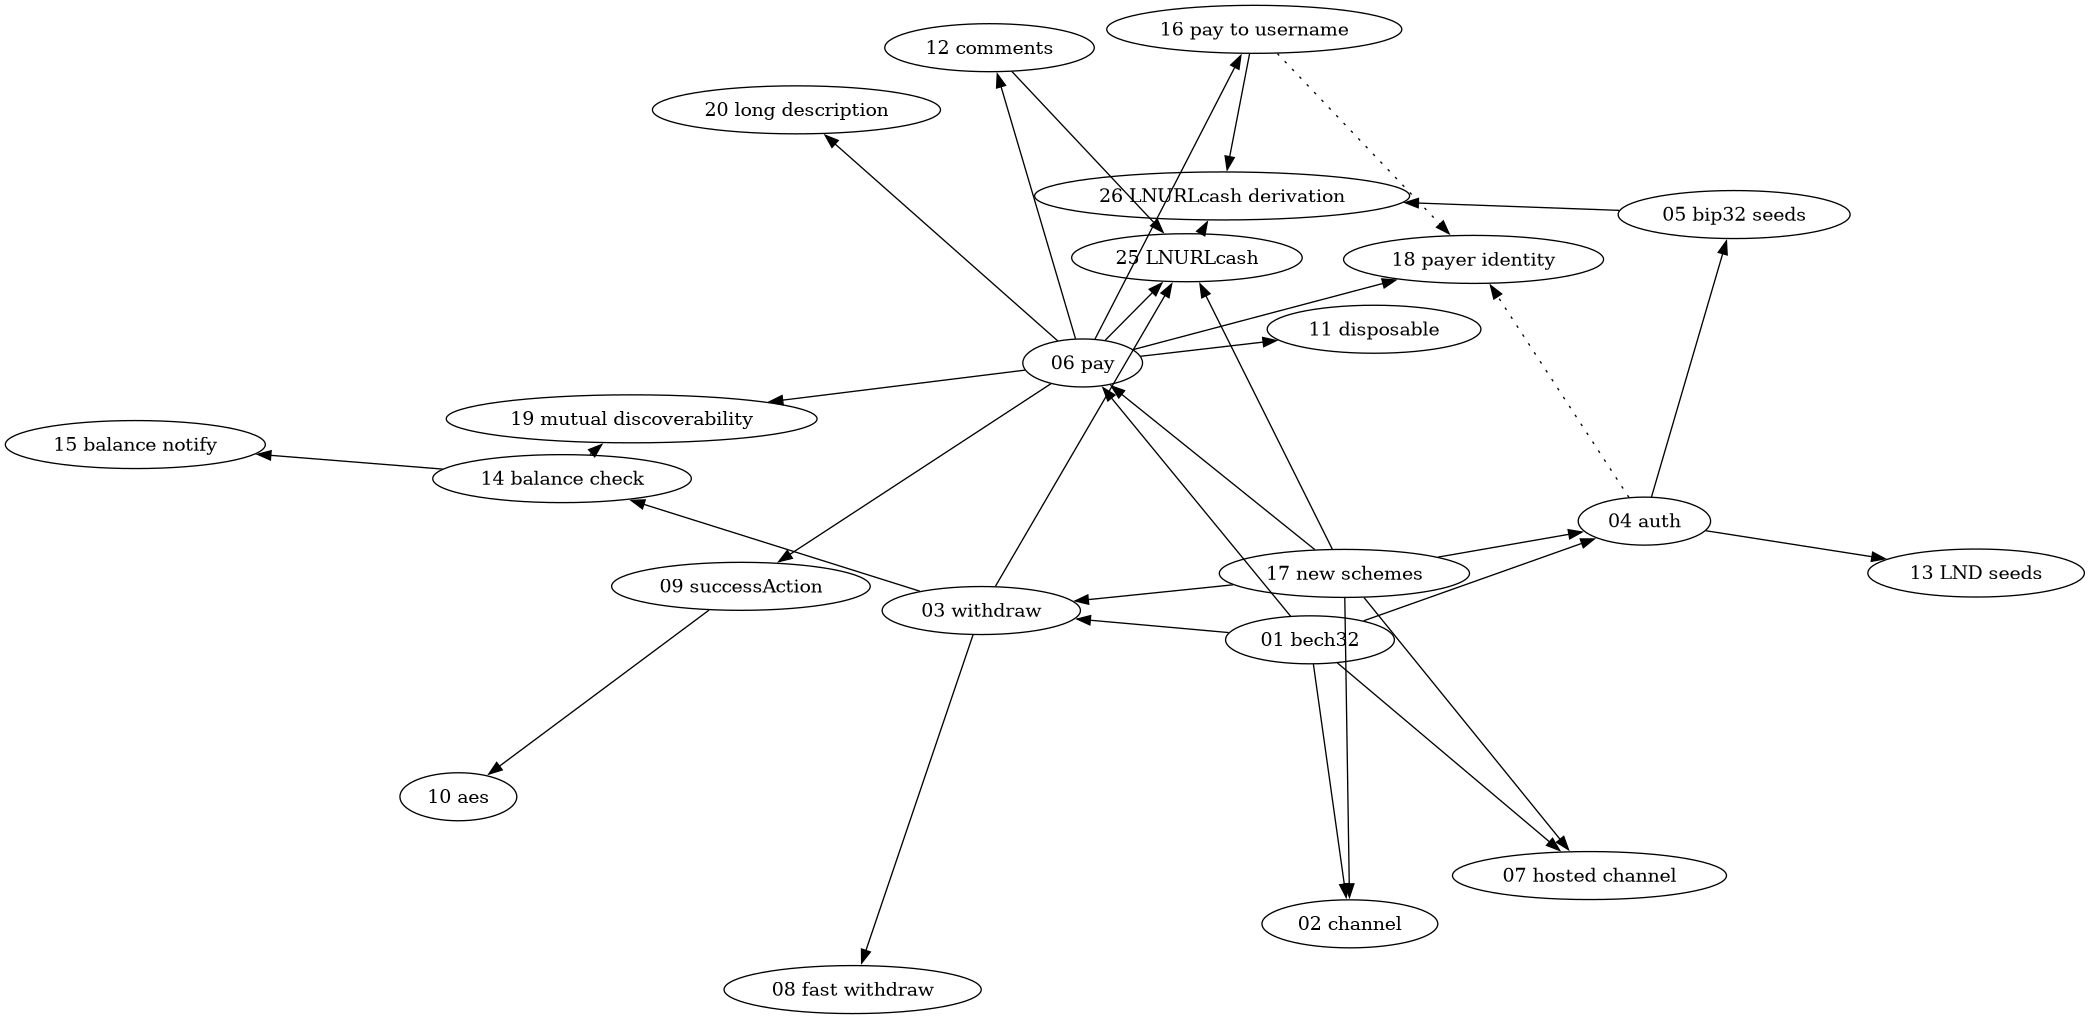 16 pay to username
12 comments
20 long description
26 LNURLcash derivation
05 bip32 seeds
25 LNURLcash
18 payer identity
11 disposable
06 pay
19 mutual discoverability
15 balance notify
14 balance check
04 auth
17 new schemes
13 LND seeds
09 successAction
03 withdraw
01 bech32
10 aes
07 hosted channel
02 channel
08 fast withdraw